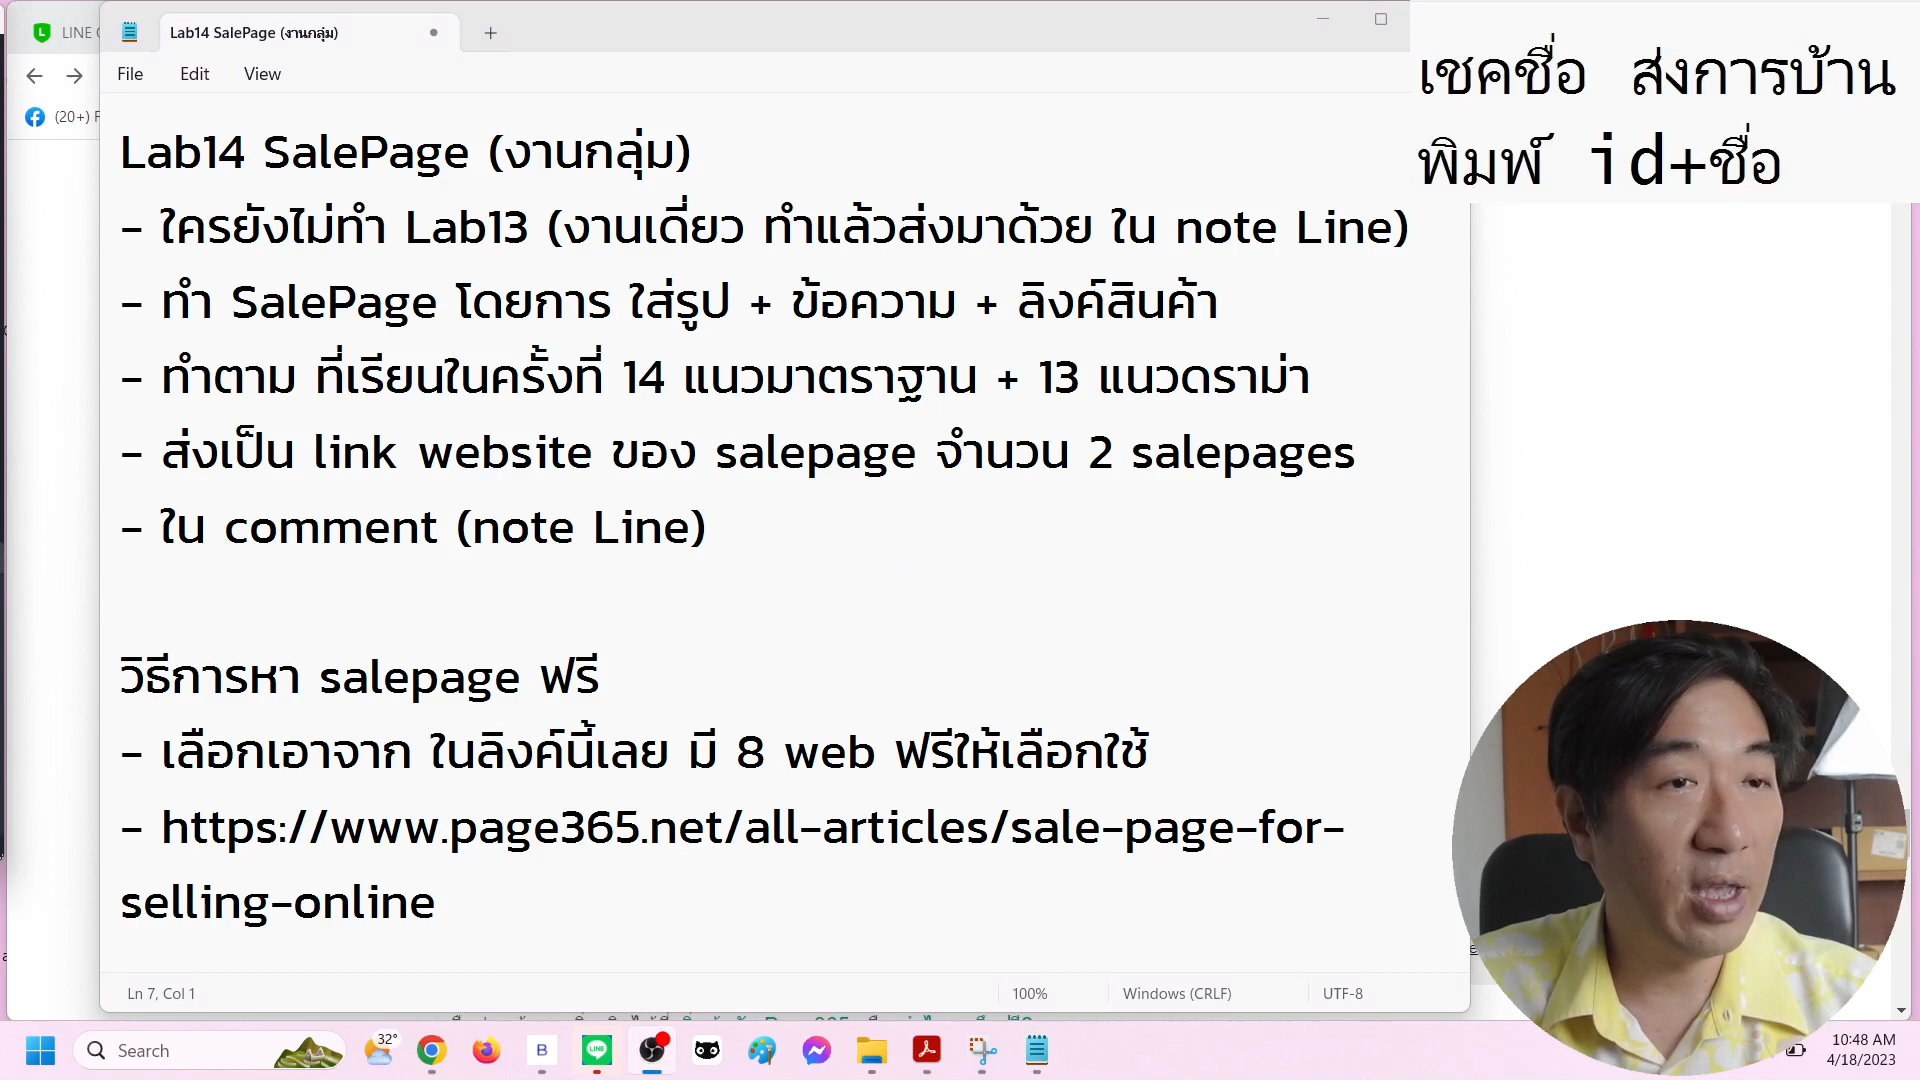 LINE
Lab14 SalePage (งานกลุ่ม)
File Edit View
(20+) F
เชคชื่อ ส่งการบ้าน
พิมพ์ id+ชื่อ
Lab14 SalePage (งานกลุ่ม)
- ใครยังไม่ทำ Lab13 (งานเดี่ยว ทำแล้วส่งมาด้วย ใน note Line)
- ทำ SalePage โดยการ ใส่รูป + ข้อความ + ลิงค์สินค้า
- ทำตาม ที่เรียนในครั้งที่ 14 แนวมาตราฐาน + 13 แนวดราม่า
- ส่งเป็น link website ของ salepage จำนวน 2 salepages
- ใน comment (note Line)
วิธีการหา salepage ฟรี
- เลือกเอาจาก ในลิงค์นี้เลย มี 8 web ฟรีให้เลือกใช้
- https://www.page365.net/all-articles/sale-page-for-
selling-online
Ln 7, Col 1 100% Windows (CRLF) UTF-8
Search 32° B LINE
10:48 AM
4/18/2023